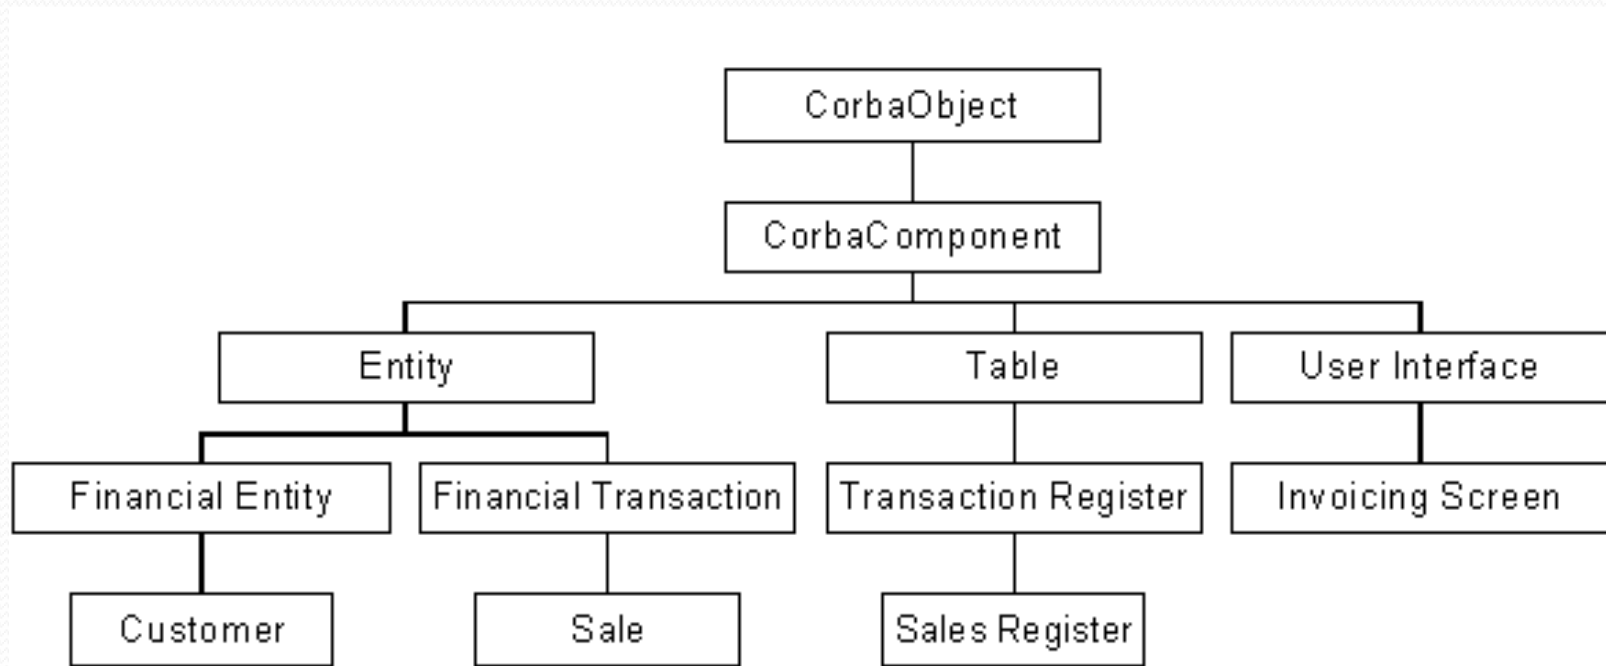 CorbaObject
CorbaComponent
Entity
Table
User Interface
Financial Entity
Financial Transaction
Transaction Register
Invoicing Screen
Customer
Sale
Sales Register